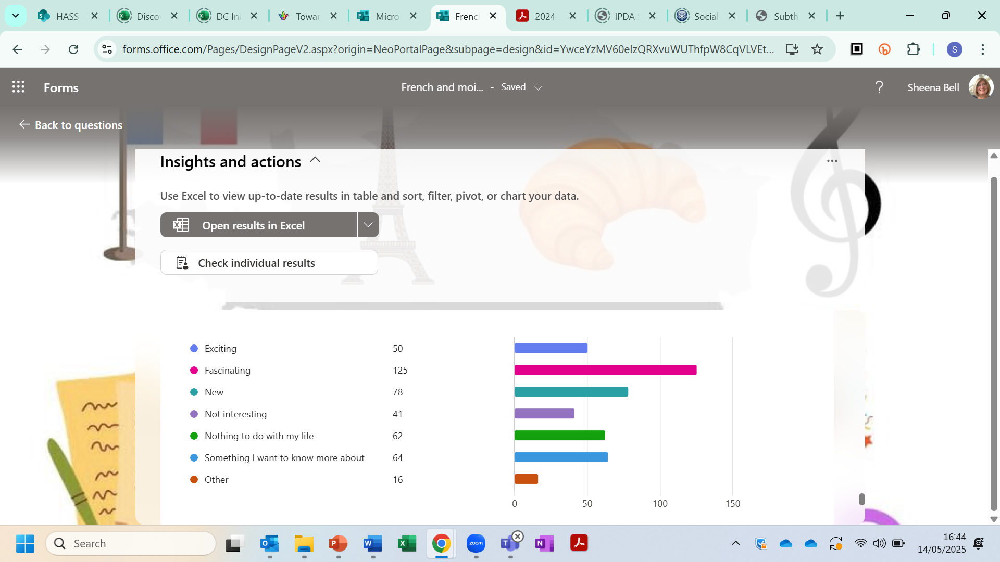 HASS_
Disco
DC Ini
Towar
Micro
Frencl
2024-
IPDA
Social
Subth
forms.office.com/Pages/DesignPageV2.aspx?origin=NeoPortalPage&subpage=design&id=YwceYzMV60elzQRXvuWUThfpW8CqVLVEt...
S
Forms
French and moi... - Saved
?
Sheena Bell
Back to questions
Insights and actions
Use Excel to view up-to-date results in table and sort, filter, pivot, or chart your data.
Open results in Excel
Check individual results
Exciting 50
Fascinating 125
New 78
Not interesting 41
Nothing to do with my life 62
Something I want to know more about 64
Other 16
0 50 100 150
Search
zoom
16:44
14/05/2025